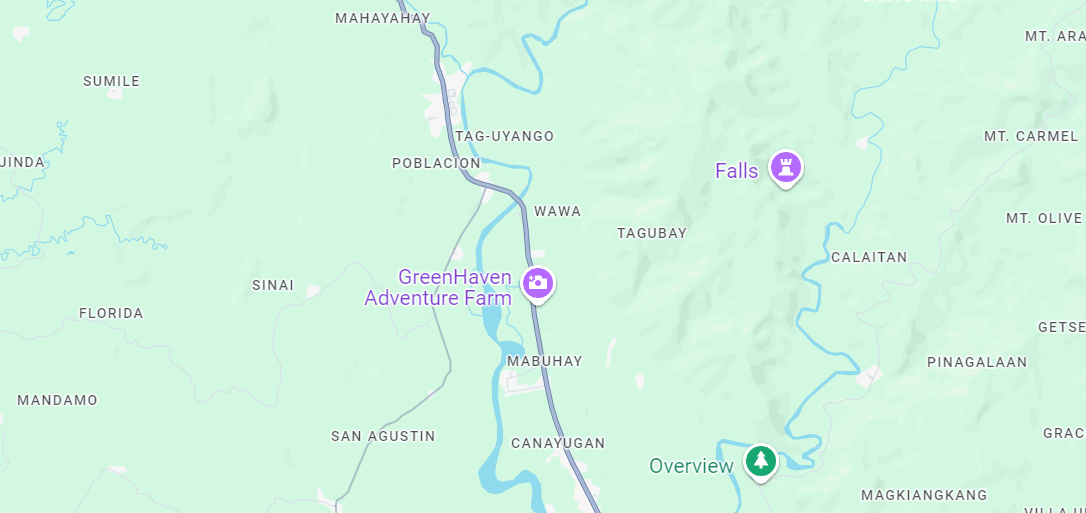 MAHAYAHAY
MT. ARA
SUMILE
TAG-UYANGO
MT. CARMEL
UINDA
POBLACION
Falls
WAWA
MT. OLIVE
TAGUBAY
CALAITAN
GreenHaven
Adventure Farm
SINAI
FLORIDA
GETSE
MABUHAY
PINAGALAAN
MANDAMO
SAN AGUSTIN
CANAYUGAN
GRAC
Overview
MAGKIANGKANG